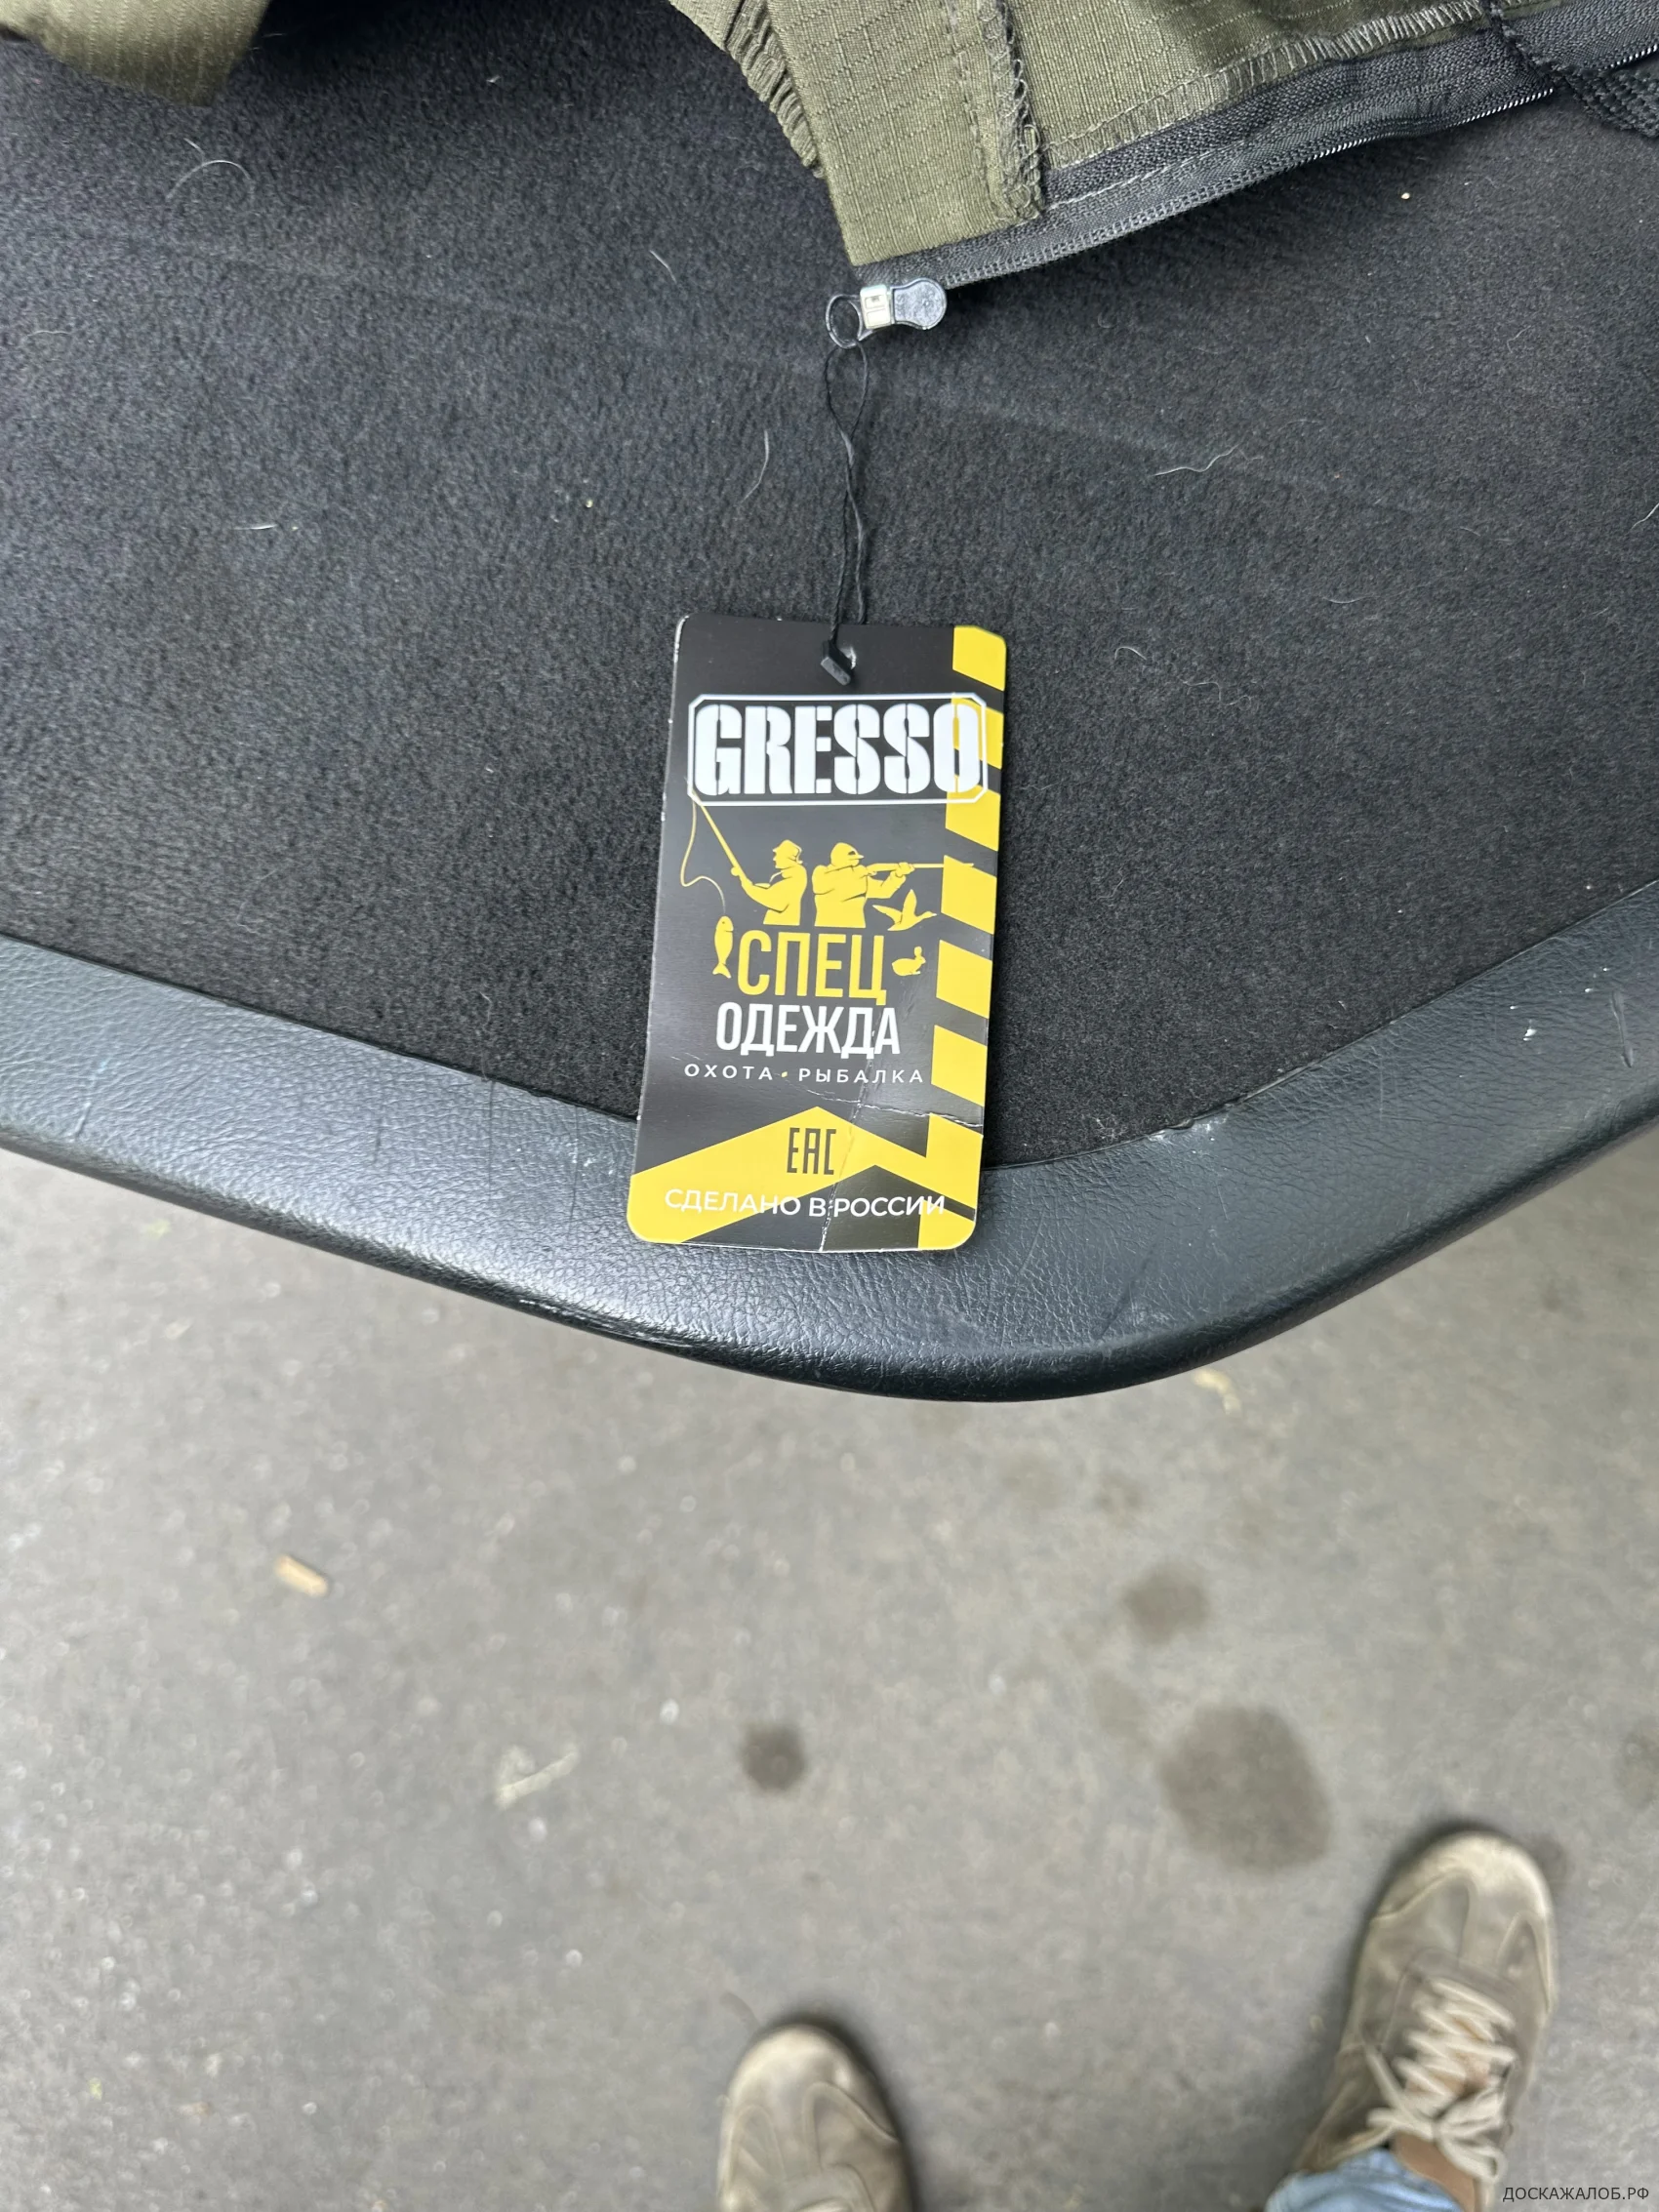 GRESSO
СПЕЦ
ОДЕЖДА
ОХОТА • РЫБАЛКА
EAC
СДЕЛАНО В РОССИИ
ДОСКАЖАЛОБ.РФ